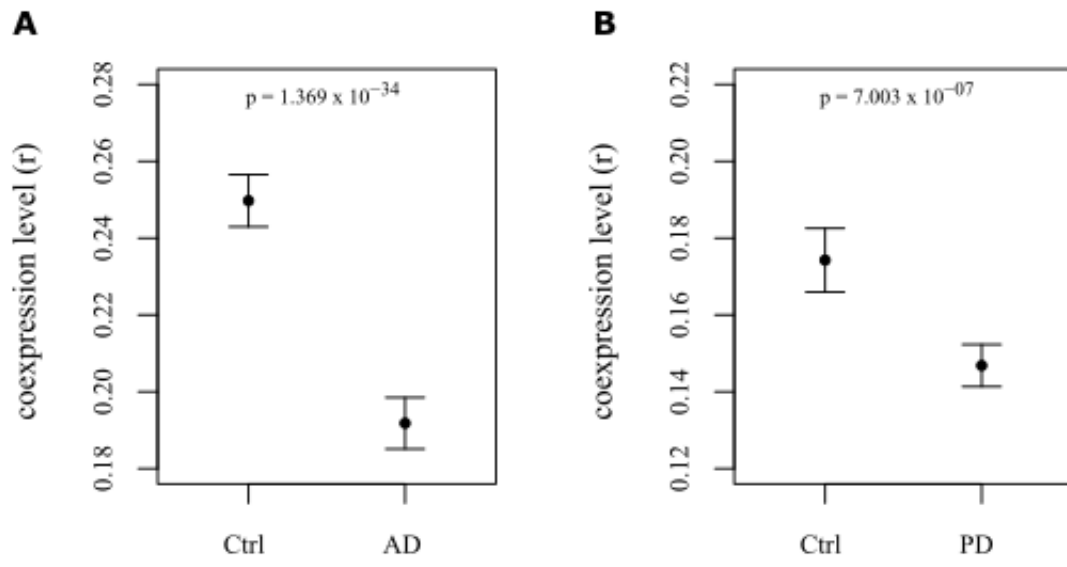 A
B
coexpression level (r)
0.28
0.26
0.24
0.22
0.20
0.18
p = 1.369 x 10⁻³⁴
Ctrl
AD
coexpression level (r)
0.22
0.20
0.18
0.16
0.14
0.12
p = 7.003 x 10⁻⁰⁷
Ctrl
PD